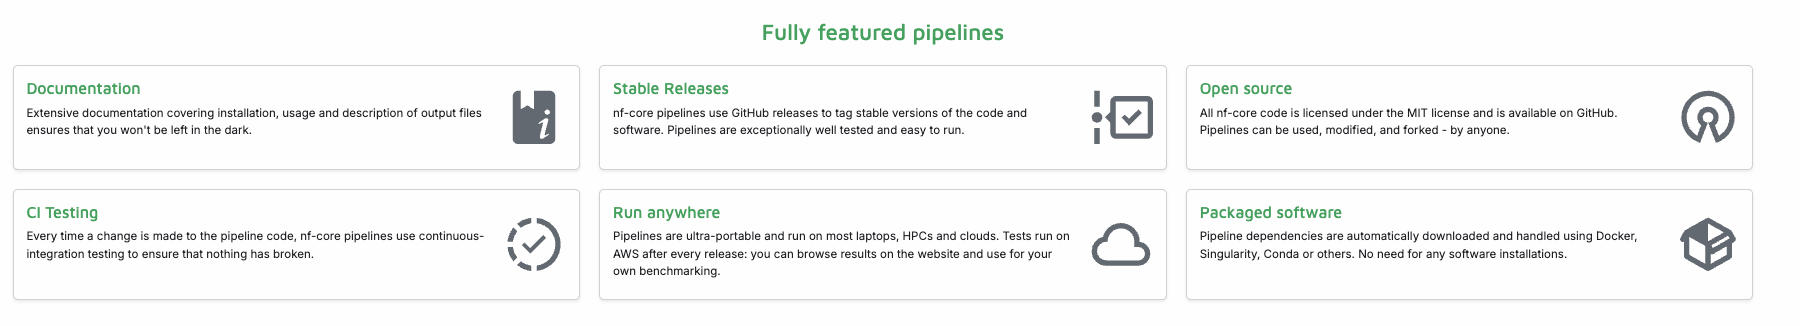 Fully featured pipelines
Documentation
Extensive documentation covering installation, usage and description of output files
ensures that you won't be left in the dark.
Stable Releases
nf-core pipelines use GitHub releases to tag stable versions of the code and
software. Pipelines are exceptionally well tested and easy to run.
Open source
All nf-core code is licensed under the MIT license and is available on GitHub.
Pipelines can be used, modified, and forked - by anyone.
CI Testing
Every time a change is made to the pipeline code, nf-core pipelines use continuous-
integration testing to ensure that nothing has broken.
Run anywhere
Pipelines are ultra-portable and run on most laptops, HPCs and clouds. Tests run on
AWS after every release: you can browse results on the website and use for your
own benchmarking.
Packaged software
Pipeline dependencies are automatically downloaded and handled using Docker,
Singularity, Conda or others. No need for any software installations.